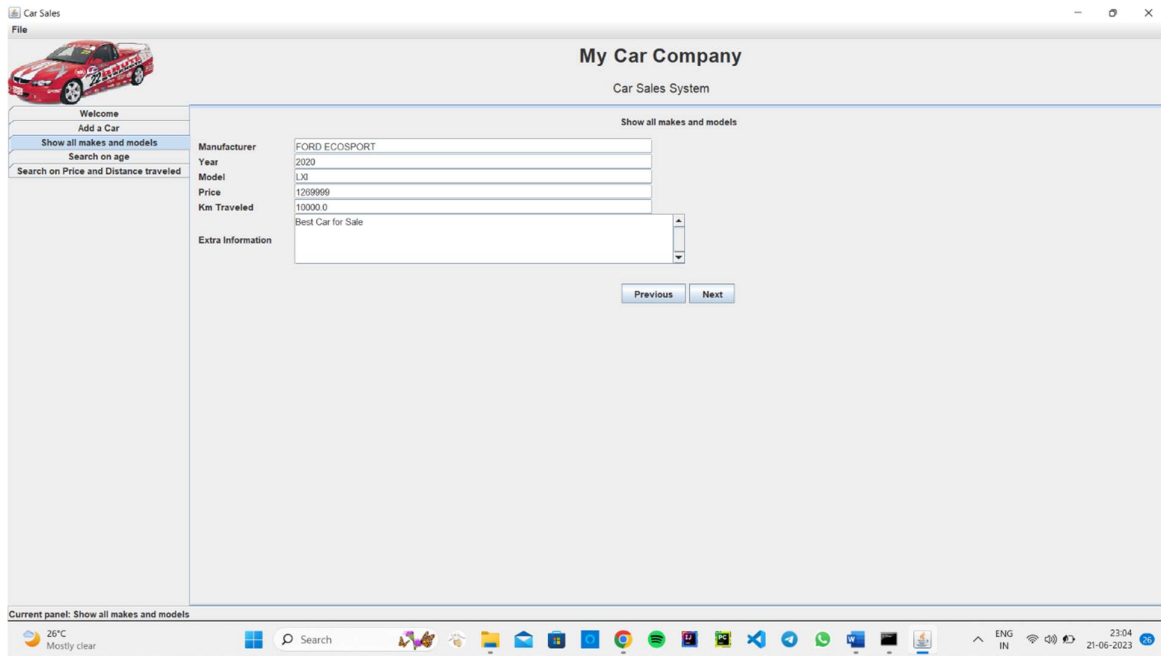 Car Sales
File
My Car Company
Car Sales System
Welcome
Add a Car
Show all makes and models
Search on age
Search on Price and Distance traveled
Show all makes and models
Manufacturer FORD ECOSPORT
Year 2020
Model LXI
Price 1269999
Km Traveled 10000.0
Extra Information Best Car for Sale
Previous Next
Current panel: Show all makes and models
26°C
Mostly clear
Search
ENG
IN
23:04
21-06-2023
26